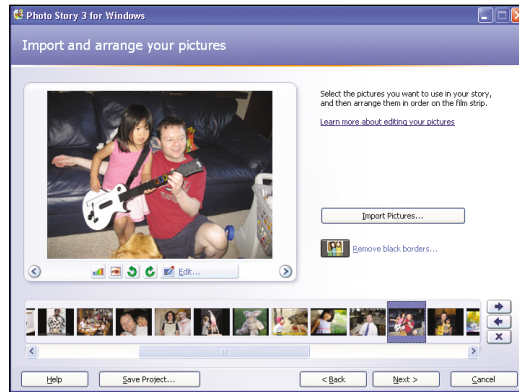 Photo Story 3 for Windows
Import and arrange your pictures
Select the pictures you want to use in your story,
and then arrange them in order on the film strip.
Learn more about editing your pictures
Import Pictures...
Remove black borders...
Edit...
Help
Save Project...
< Back
Next >
Cancel